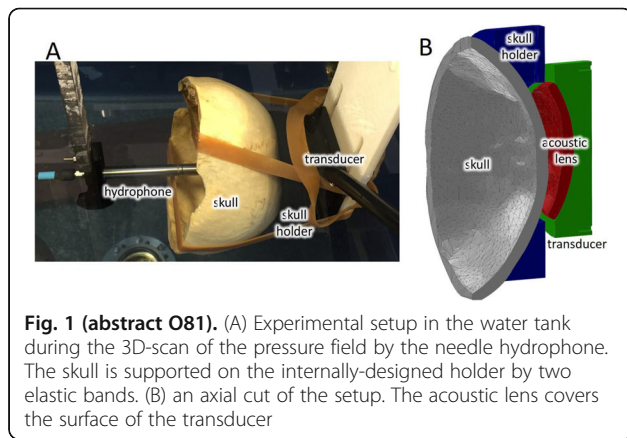 A
hydrophone
skull
skull
holder
transducer
B
skull
holder
skull
acoustic
lens
transducer
Fig. 1 (abstract O81). (A) Experimental setup in the water tank
during the 3D-scan of the pressure field by the needle hydrophone.
The skull is supported on the internally-designed holder by two
elastic bands. (B) an axial cut of the setup. The acoustic lens covers
the surface of the transducer